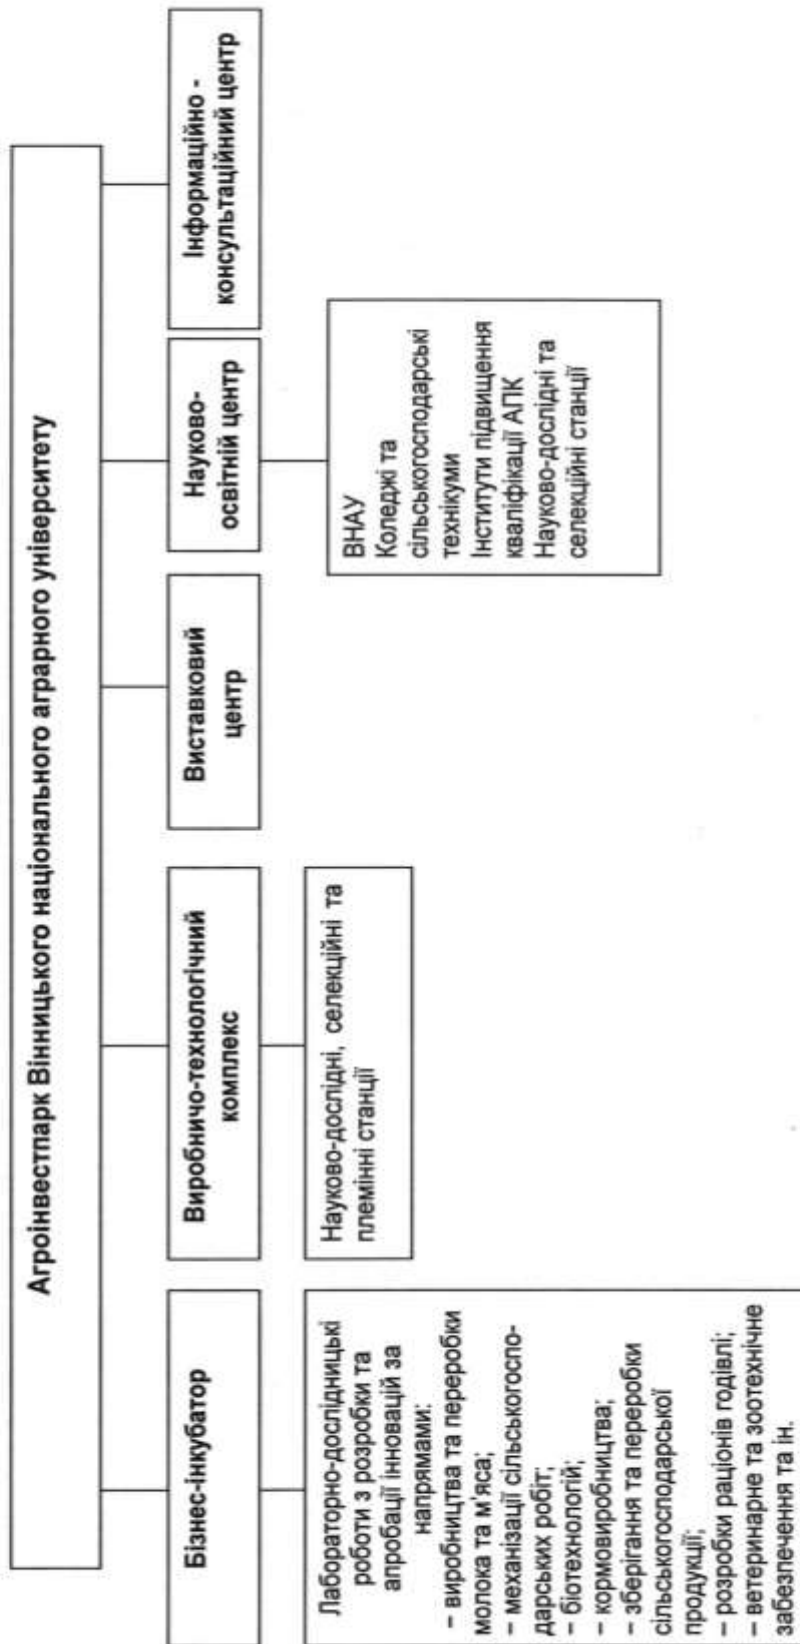 Агроінвестпарк Вінницького національного аграрного університету
Бізнес-інкубатор
Виробничо-технологічний
комплекс
Виставковий
центр
Науково-
освітній центр
Інформаційно -
консультаційний центр
Лабораторно-дослідницькі
роботи з розробки та
апробації інновацій за
напрямами:
– виробництва та переробки
молока та м'яса;
– механізації сільськогоспо-
дарських робіт;
– біотехнологій;
– кормовиробництва;
– зберігання та переробки
сільськогосподарської
продукції;
– розробки раціонів годівлі;
– ветеринарне та зоотехнічне
забезпечення та ін.
Науково-дослідні, селекційні та
племінні станції
ВНАУ
Коледжі та
сільськогосподарські
технікуми
Інститути підвищення
кваліфікації АПК
Науково-дослідні та
селекційні станції